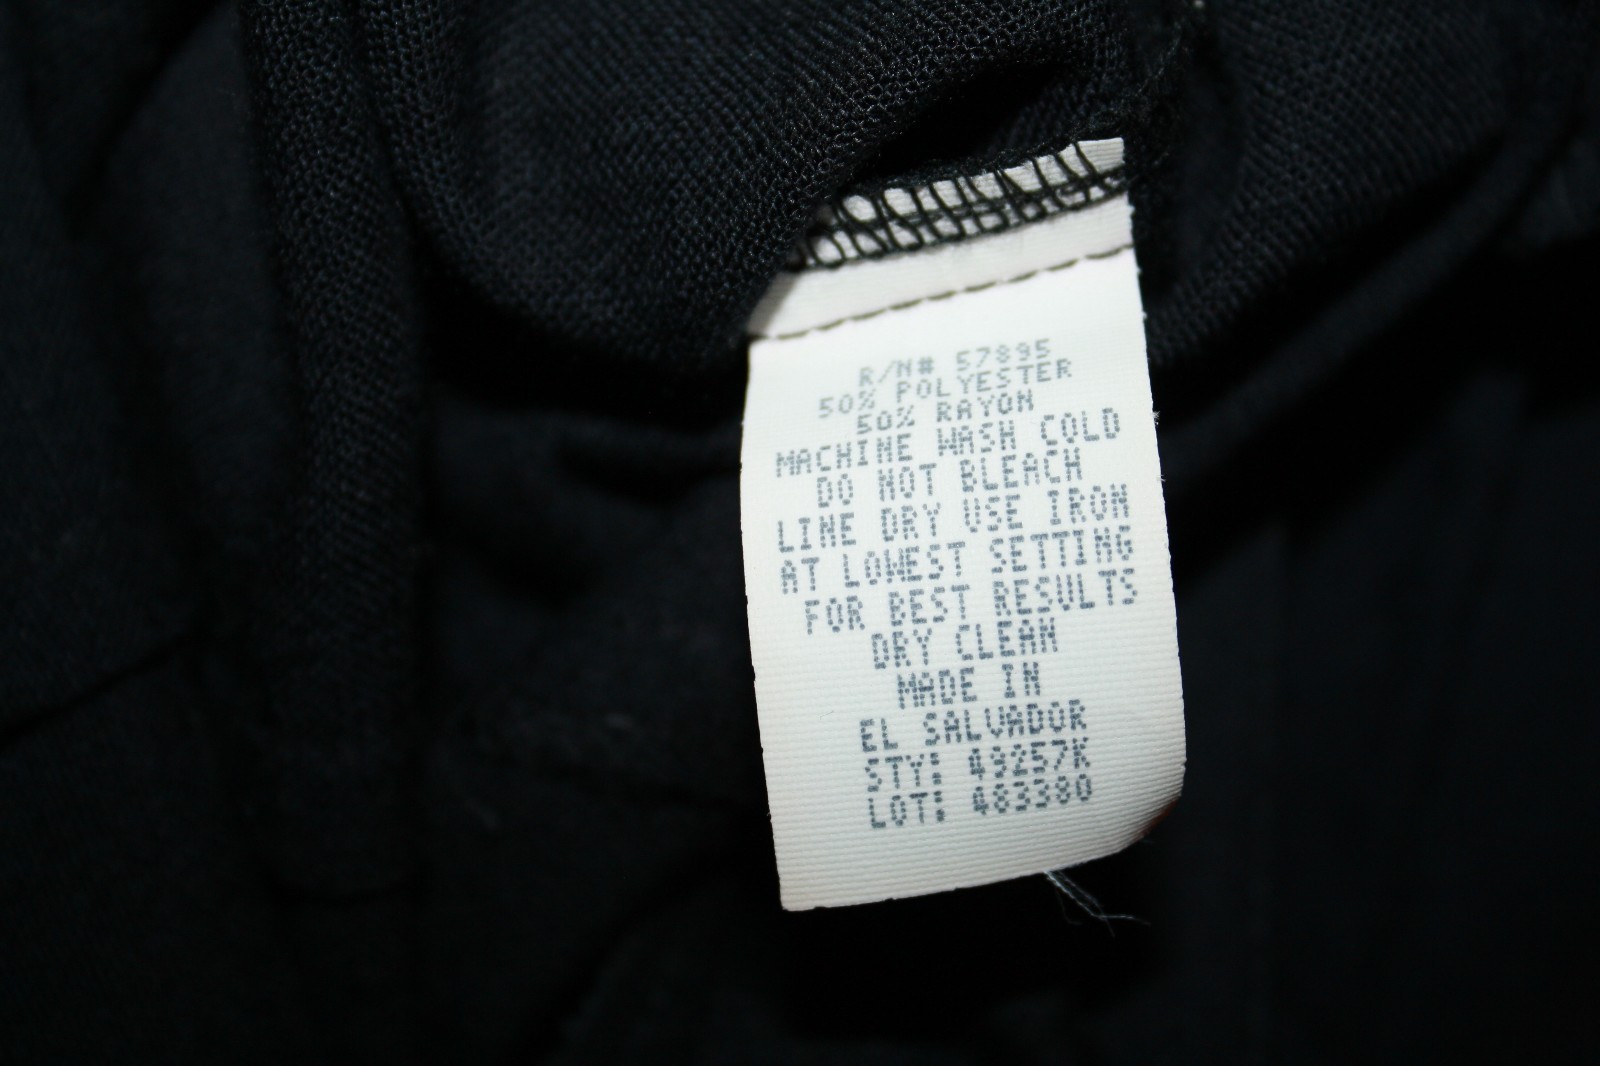 R/N# 57895
50% POLYESTER
50% RAYON
MACHINE WASH COLD
DO NOT BLEACH
LINE DRY USE IRON
AT LOWEST SETTING
FOR BEST RESULTS
DRY CLEAN
MADE IN
EL SALVADOR
STY: 49257K
LOT: 483380